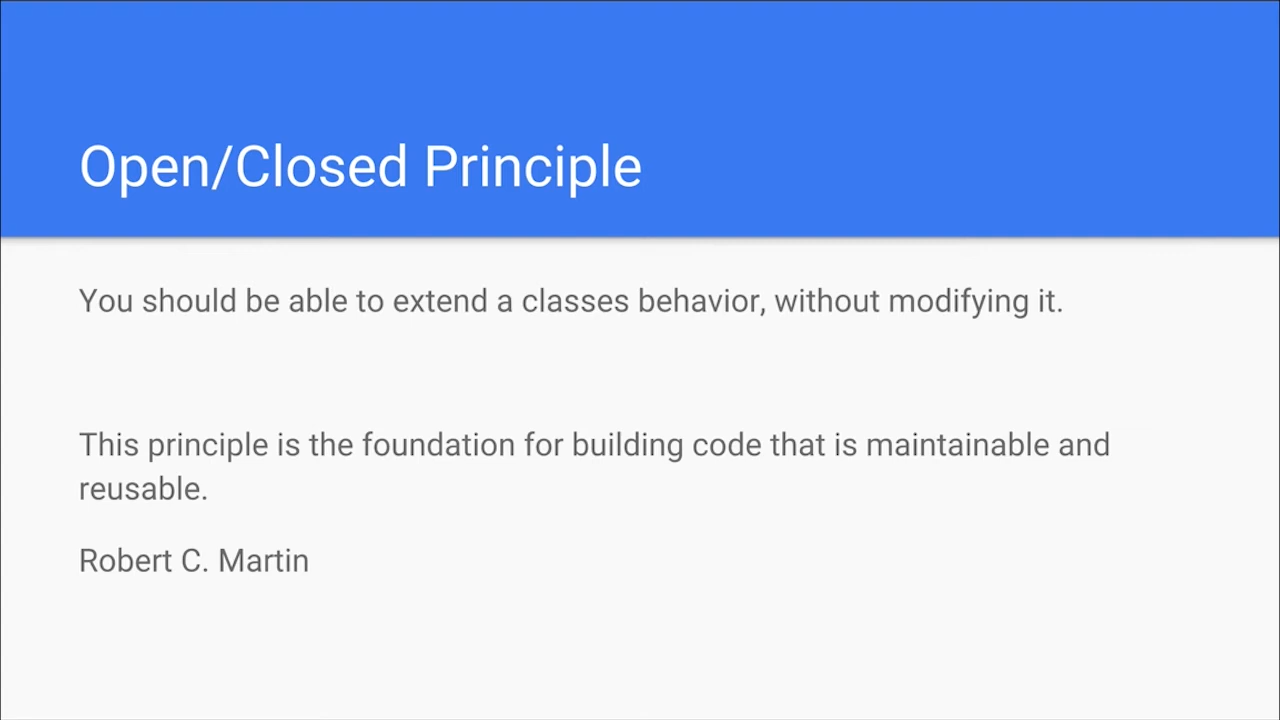 Open/Closed Principle
You should be able to extend a classes behavior, without modifying it.
This principle is the foundation for building code that is maintainable and
reusable.
Robert C. Martin